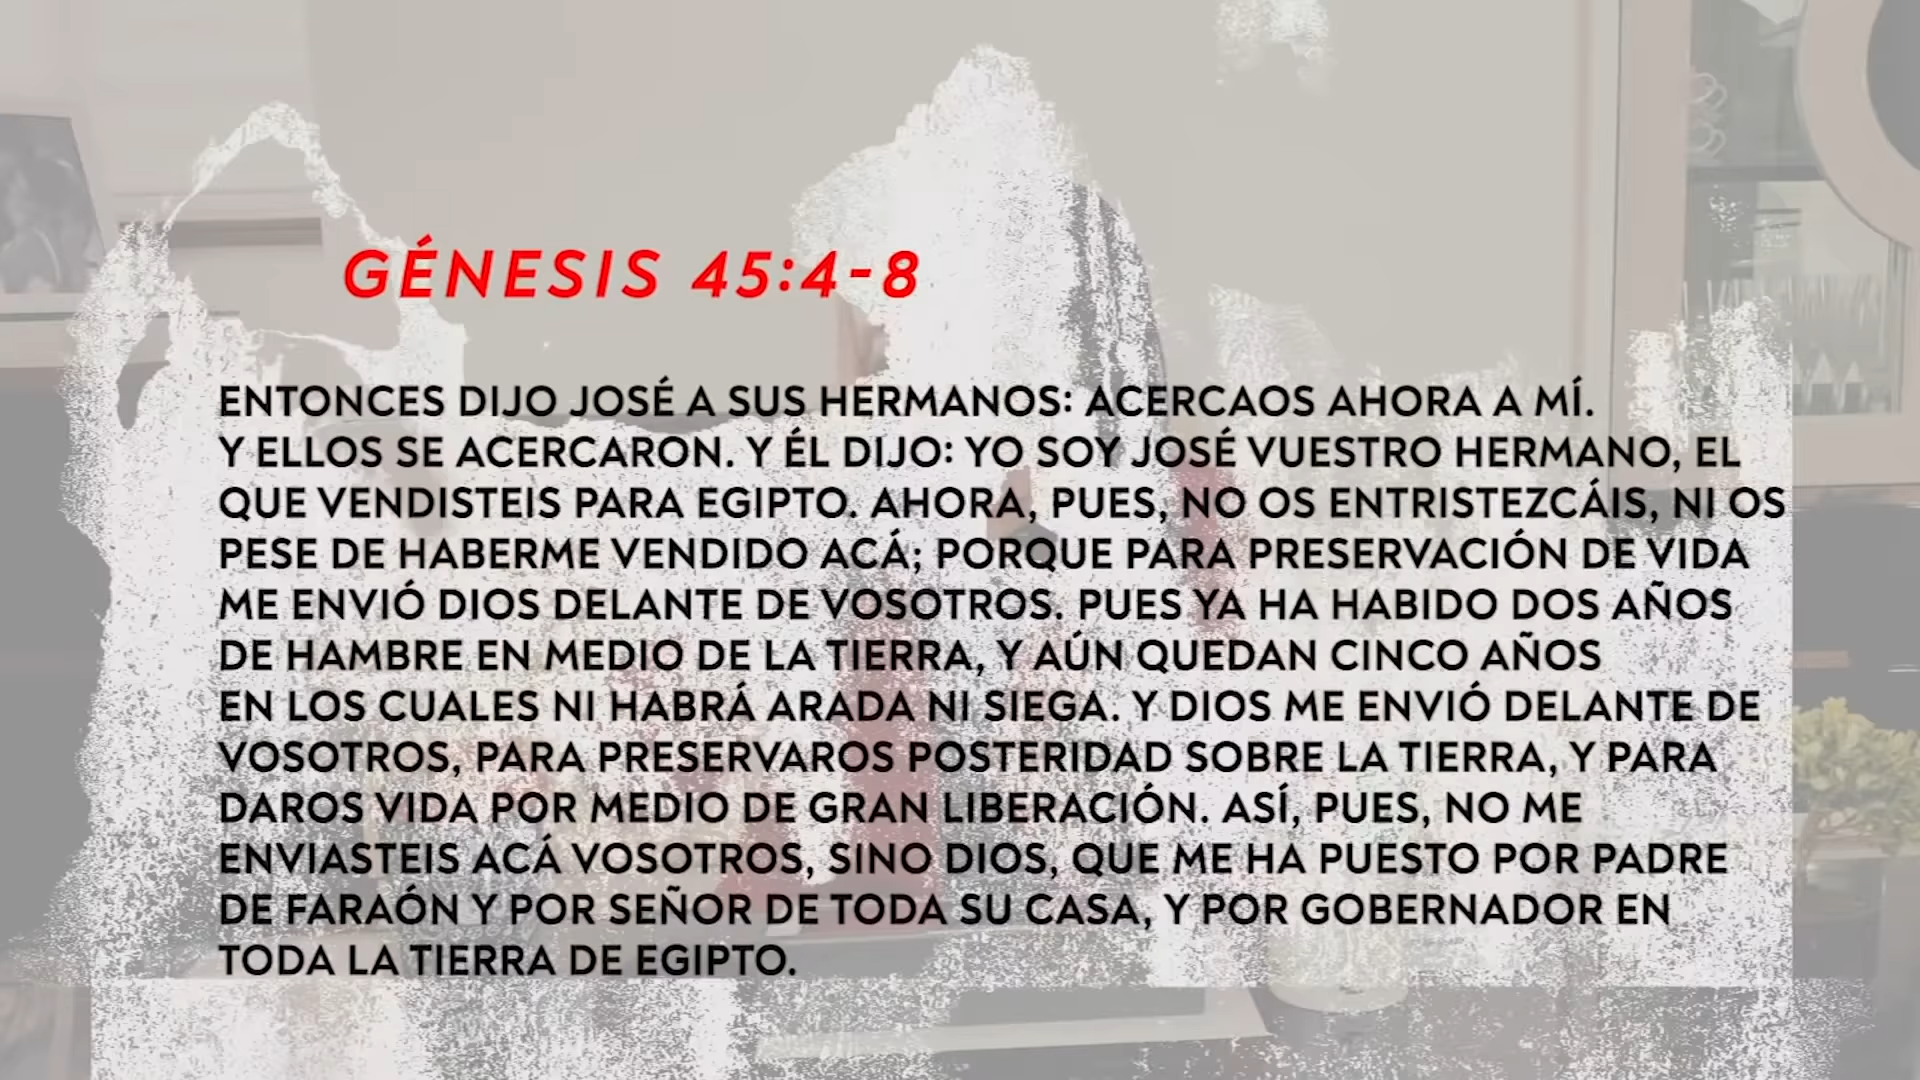 GÉNESIS 45:4-8
ENTONCES DIJO JOSÉ A SUS HERMANOS: ACERCAOS AHORA A MÍ.
Y ELLOS SE ACERCARON. Y ÉL DIJO: YO SOY JOSÉ VUESTRO HERMANO, EL
QUE VENDISTEIS PARA EGIPTO. AHORA, PUES, NO OS ENTRISTEZCÁIS, NI OS
PESE DE HABERME VENDIDO ACÁ; PORQUE PARA PRESERVACIÓN DE VIDA
ME ENVIÓ DIOS DELANTE DE VOSOTROS. PUES YA HA HABIDO DOS AÑOS
DE HAMBRE EN MEDIO DE LA TIERRA, Y AÚN QUEDAN CINCO AÑOS
EN LOS CUALES NI HABRÁ ARADA NI SIEGA. Y DIOS ME ENVIÓ DELANTE DE
VOSOTROS, PARA PRESERVAROS POSTERIDAD SOBRE LA TIERRA, Y PARA
DAROS VIDA POR MEDIO DE GRAN LIBERACIÓN. ASÍ, PUES, NO ME
ENVIASTEIS ACÁ VOSOTROS, SINO DIOS, QUE ME HA PUESTO POR PADRE
DE FARAÓN Y POR SEÑOR DE TODA SU CASA, Y POR GOBERNADOR EN
TODA LA TIERRA DE EGIPTO.